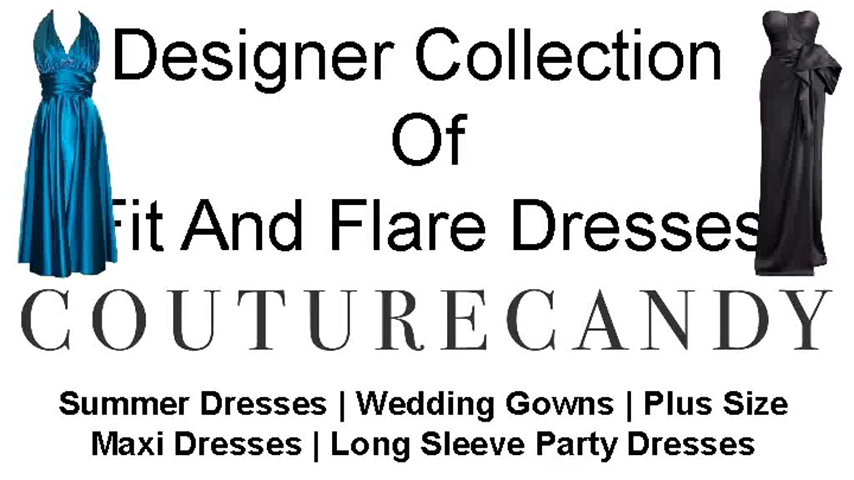 Designer Collection
Of
Fit And Flare Dresses
COUTURECANDY
Summer Dresses | Wedding Gowns | Plus Size
Maxi Dresses | Long Sleeve Party Dresses